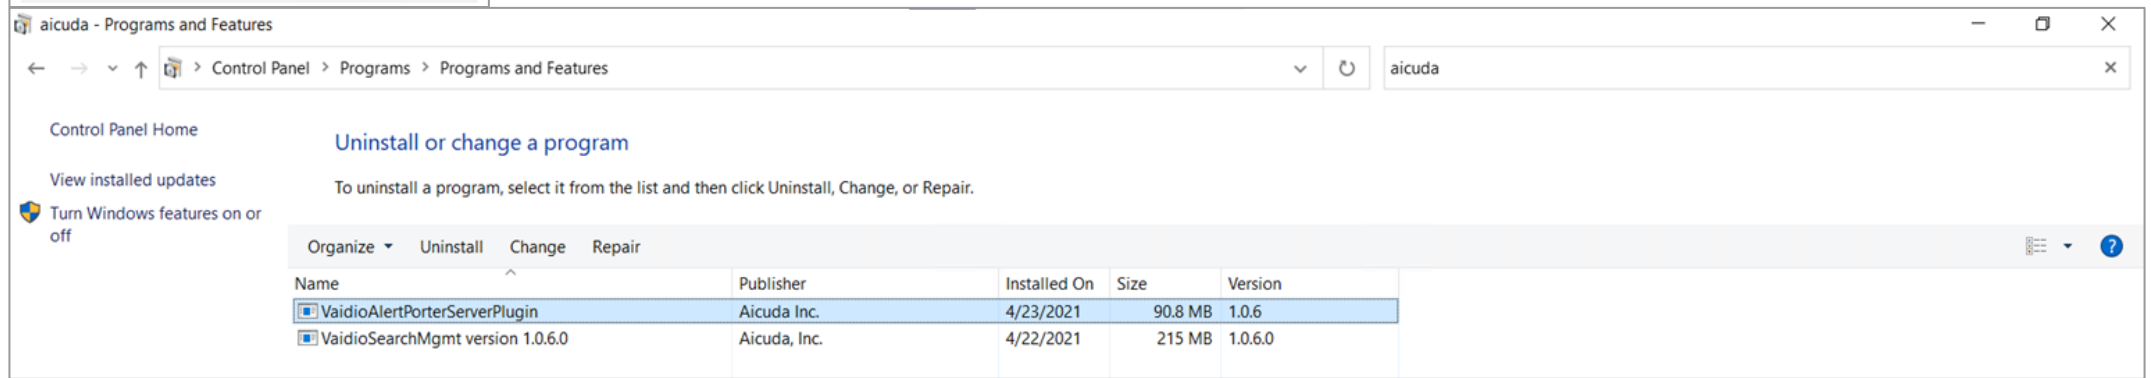 aicuda - Programs and Features
Control Panel > Programs > Programs and Features
aicuda
Control Panel Home
View installed updates
Turn Windows features on or
off
Uninstall or change a program
To uninstall a program, select it from the list and then click Uninstall, Change, or Repair.
Organize Uninstall Change Repair
Name Publisher Installed On Size Version
VaidioAlertPorterServerPlugin Aicuda Inc. 4/23/2021 90.8 MB 1.0.6
VaidioSearchMgmt version 1.0.6.0 Aicuda, Inc. 4/22/2021 215 MB 1.0.6.0